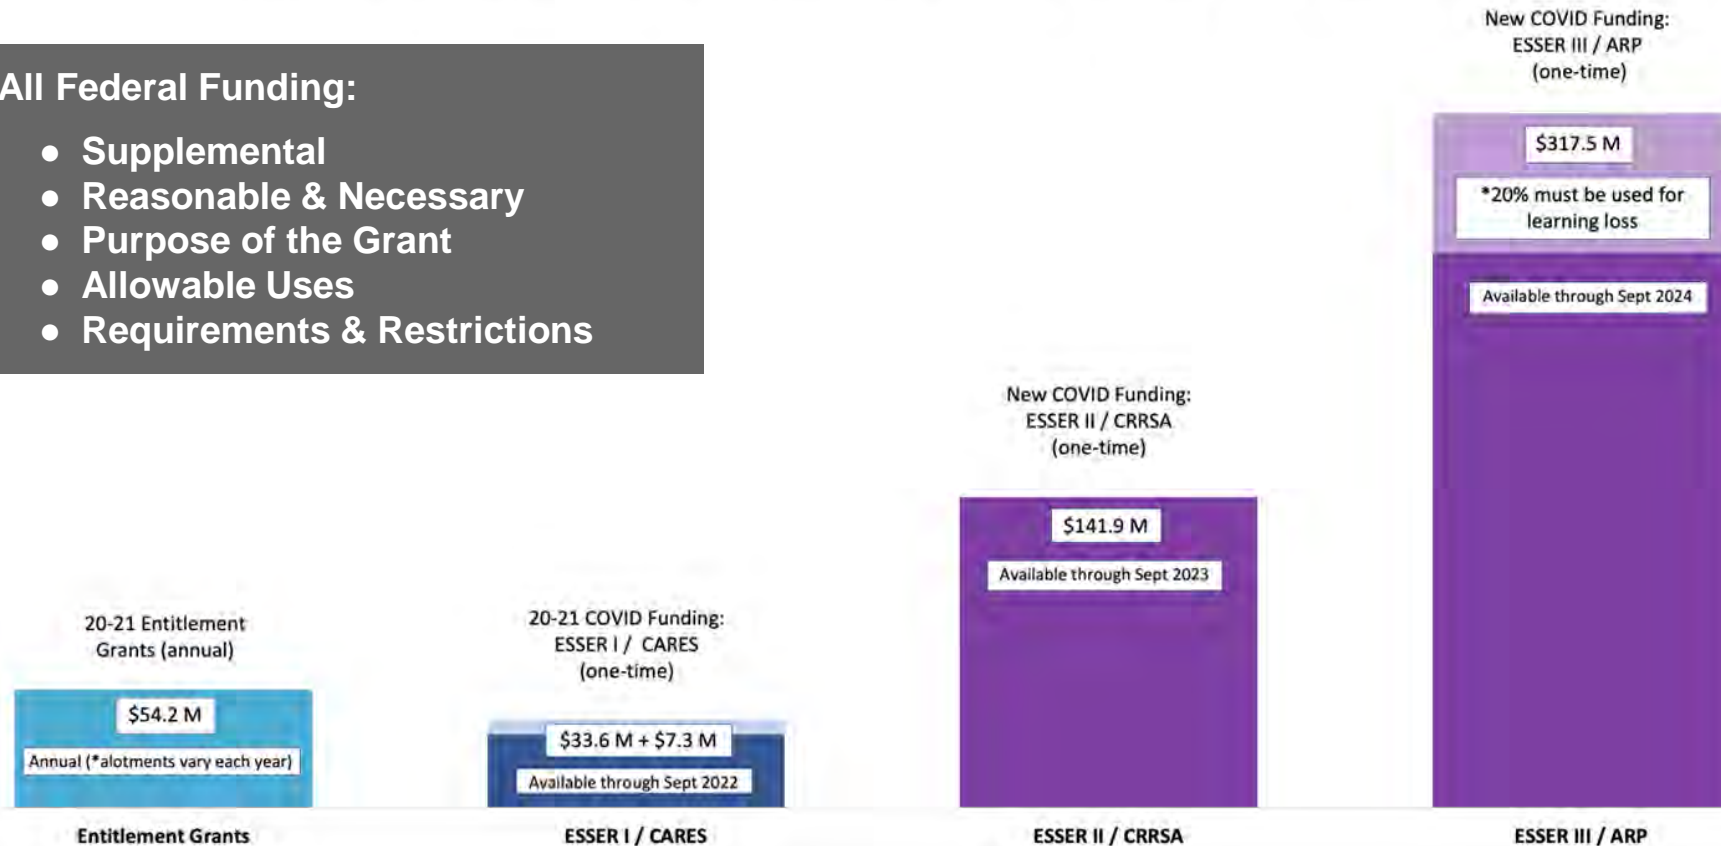 All Federal Funding:
● Supplemental
● Reasonable & Necessary
● Purpose of the Grant
● Allowable Uses
● Requirements & Restrictions
20-21 Entitlement
Grants (annual)
$54.2 M
Annual (*alotments vary each year)
Entitlement Grants
20-21 COVID Funding:
ESSER I / CARES
(one-time)
$33.6 M + $7.3 M
Available through Sept 2022
ESSER I / CARES
New COVID Funding:
ESSER II / CRRSA
(one-time)
$141.9 M
Available through Sept 2023
ESSER II / CRRSA
New COVID Funding:
ESSER III / ARP
(one-time)
$317.5 M
*20% must be used for
learning loss
Available through Sept 2024
ESSER III / ARP